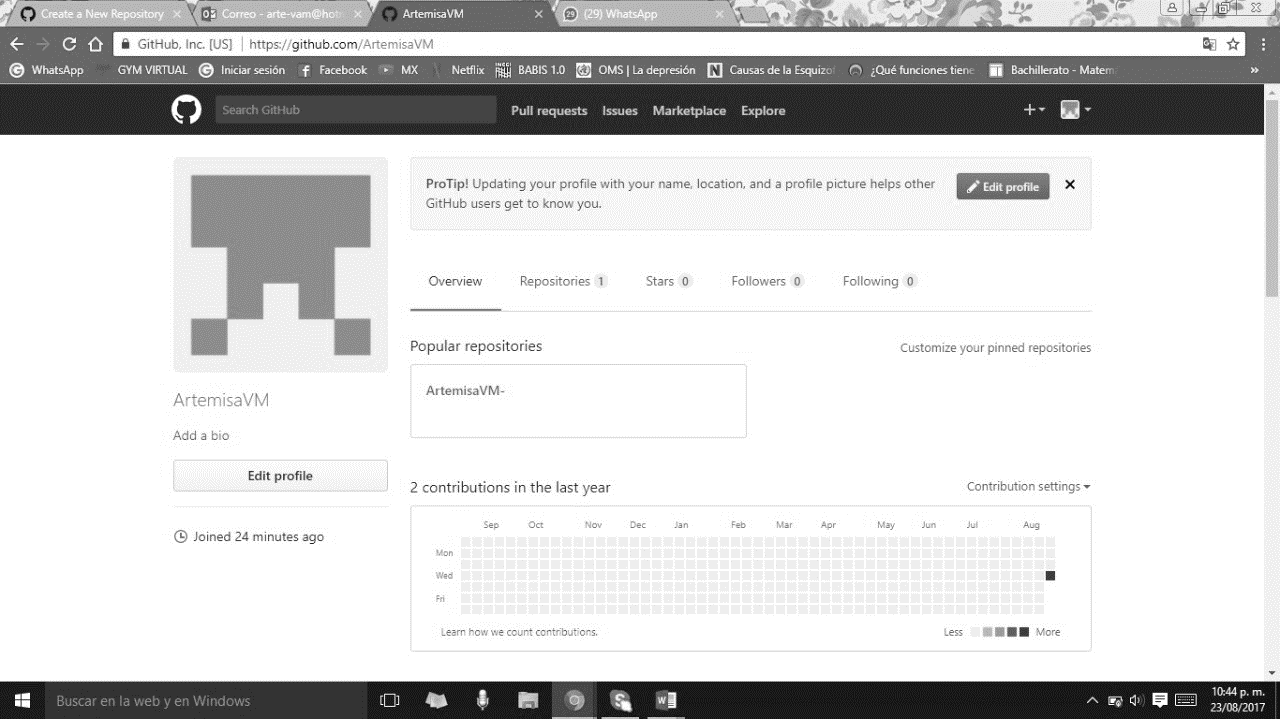 Create a New Repository
Correo - arte-vam@hotm
ArtemisaVM
(29) WhatsApp
GitHub, Inc. [US] | https://github.com/ArtemisaVM
WhatsApp GYM VIRTUAL Iniciar sesión Facebook MX Netflix BABIS 1.0 OMS | La depresión Causas de la Esquizof ¿Qué funciones tiene Bachillerato - Matem »
Search GitHub Pull requests Issues Marketplace Explore
ProTip! Updating your profile with your name, location, and a profile picture helps other
GitHub users get to know you.
Edit profile
Overview Repositories 1 Stars 0 Followers 0 Following 0
Popular repositories Customize your pinned repositories
ArtemisaVM-
ArtemisaVM
Add a bio
Edit profile
Joined 24 minutes ago
2 contributions in the last year Contribution settings
Sep Oct Nov Dec Jan Feb Mar Apr May Jun Jul Aug
Mon
Wed
Fri
Learn how we count contributions. Less More
Buscar en la web y en Windows
10:44 p. m.
23/08/2017